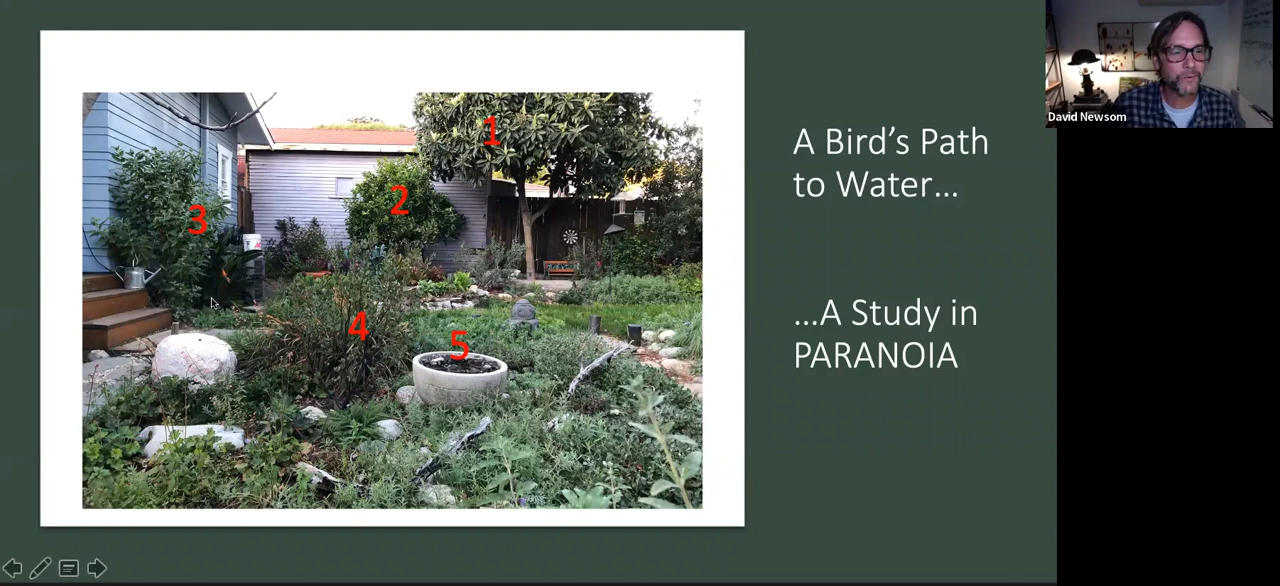 1
2
3
4
5
A Bird’s Path
to Water…
…A Study in
PARANOIA
David Newsom